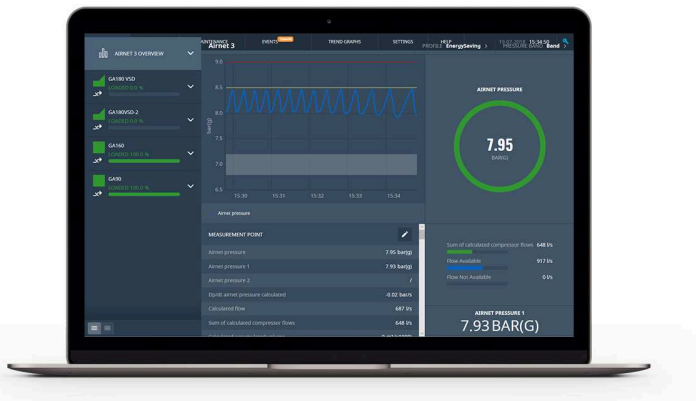 MAINTENANCE EVENTS TREND GRAPHS SETTINGS HELP 19-07-2018 15:34:50
Airnet 3 PROFILE EnergySaving > PRESSURE BAND Band >
AIRNET 3 OVERVIEW
GA180 VSD
LOADED 0.0 %
GA180VSD-2
LOADED 0.0 %
GA160
LOADED 100.0 %
GA90
LOADED 100.0 %
bar(g)
9.0
8.5
8.0
7.5
7.0
6.5
15:30 15:31 15:32 15:33 15:34
Airnet pressure
MEASUREMENT POINT
Airnet pressure 7.95 bar(g)
Airnet pressure 1 7.93 bar(g)
Airnet pressure 2 /
Dp/dt airnet pressure calculated -0.02 bar/s
Calculated flow 687 l/s
Sum of calculated compressor flows 648 l/s
AIRNET PRESSURE
7.95
BAR(G)
Sum of calculated compressor flows 648 l/s
Flow Available 917 l/s
Flow Not Available 0 l/s
AIRNET PRESSURE 1
7.93 BAR(G)